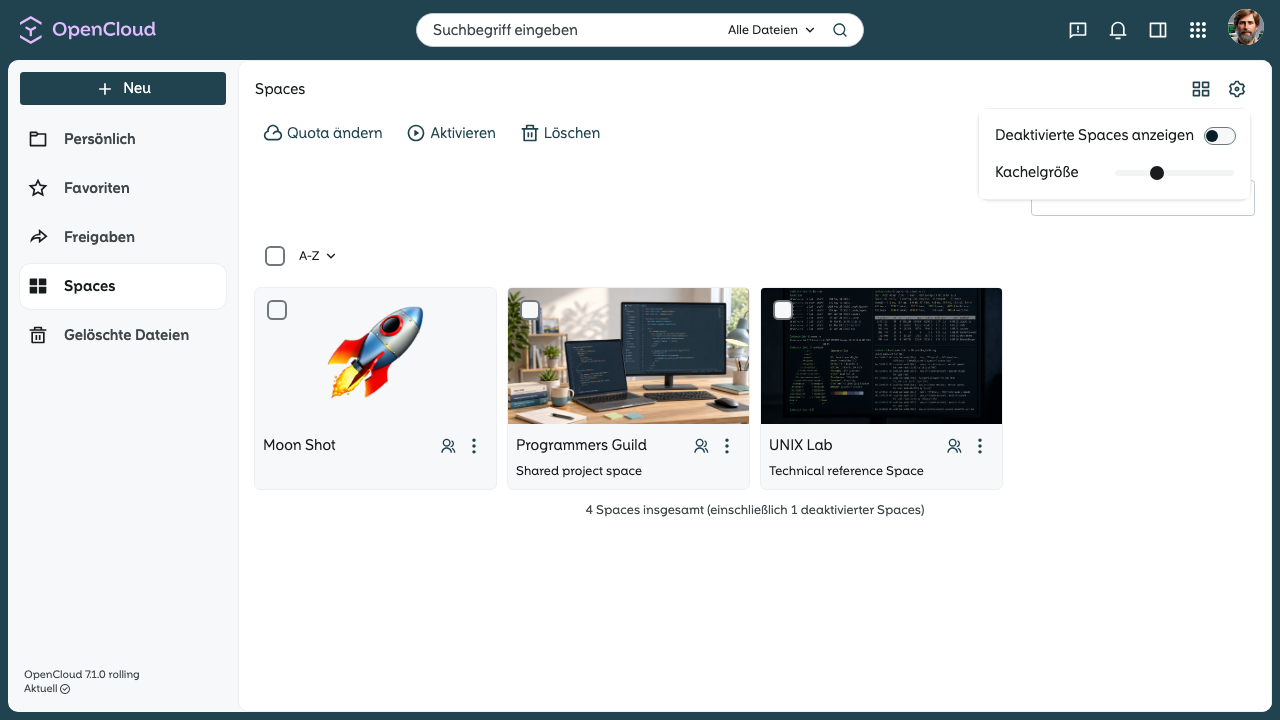 OpenCloud
Suchbegriff eingeben
Alle Dateien
Neu
Persönlich
Favoriten
Freigaben
Spaces
Gelöschte Dateien
OpenCloud 7.1.0 rolling
Aktuell
Spaces
Quota ändern
Aktivieren
Löschen
Deaktivierte Spaces anzeigen
Kachelgröße
A-Z
Moon Shot
Programmers Guild
Shared project space
UNIX Lab
Technical reference Space
4 Spaces insgesamt (einschließlich 1 deaktivierter Spaces)